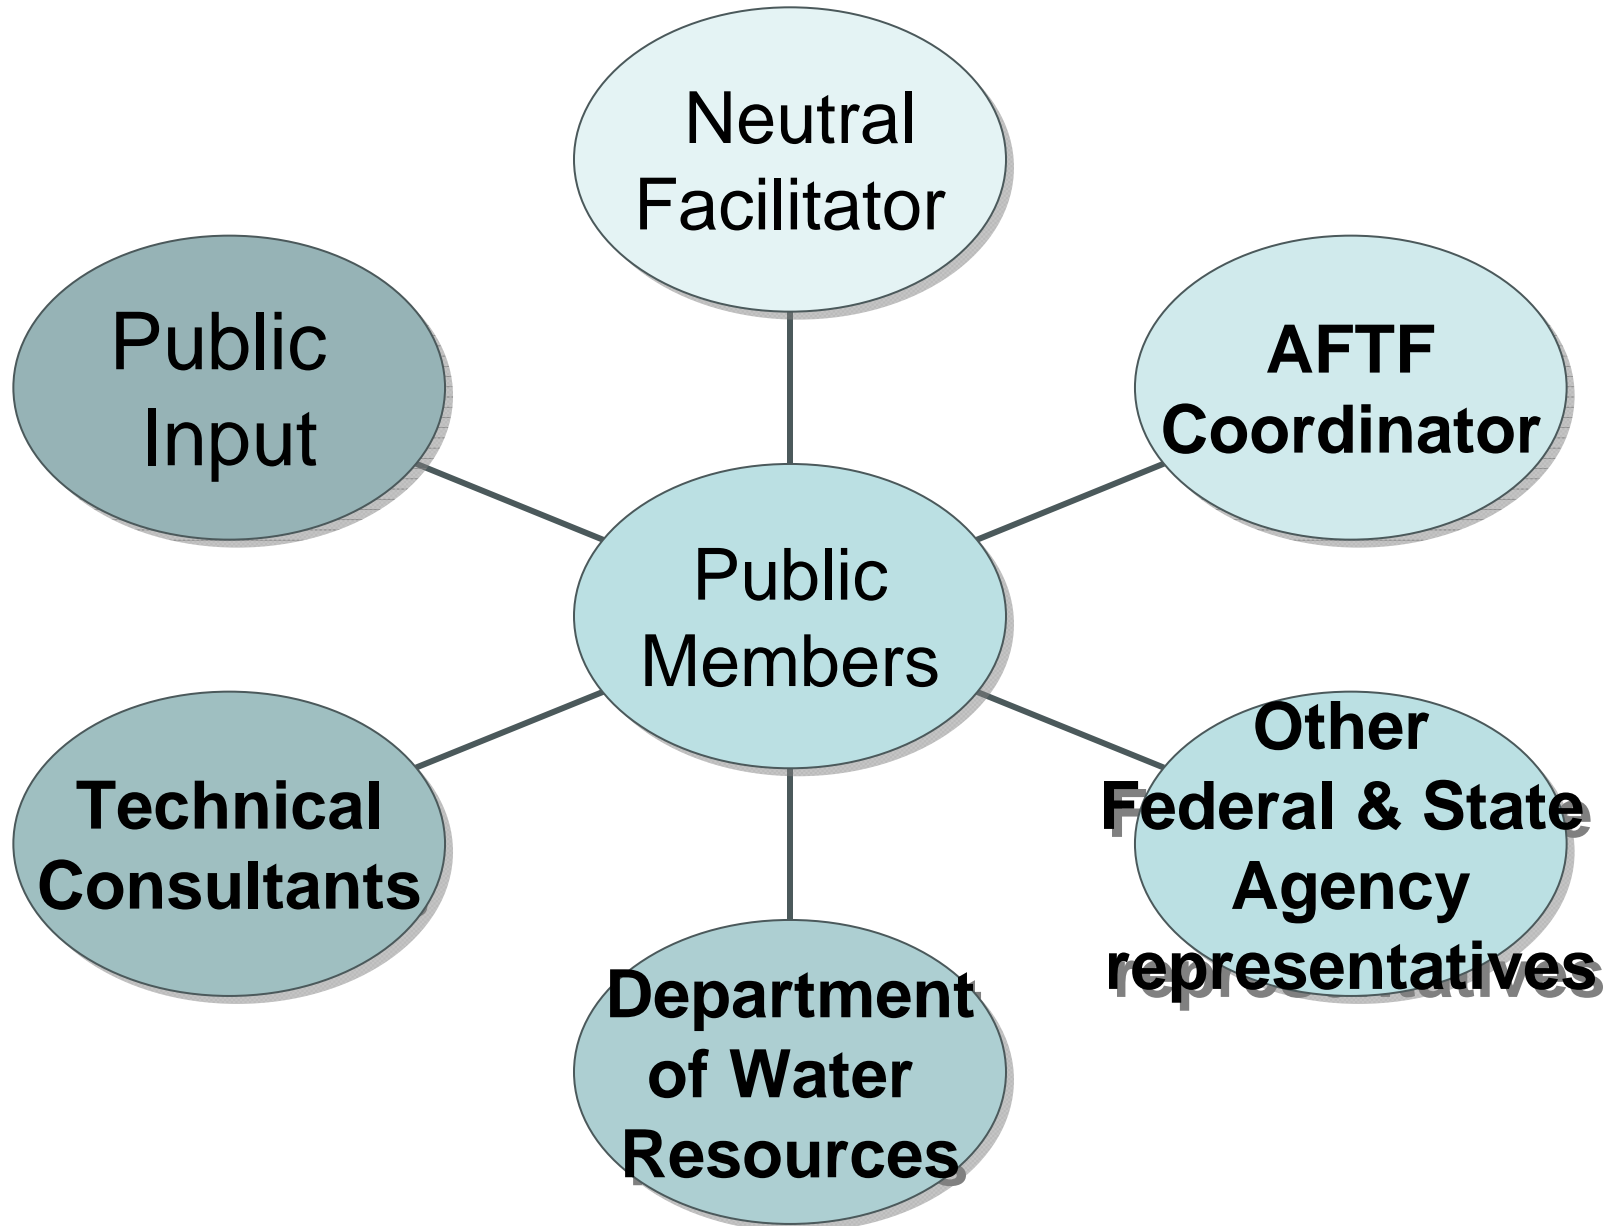 Neutral
Facilitator
Public
Input
AFTF
Coordinator
Public
Members
Technical
Consultants
Other
Federal & State
Agency
representatives
Department
of Water
Resources